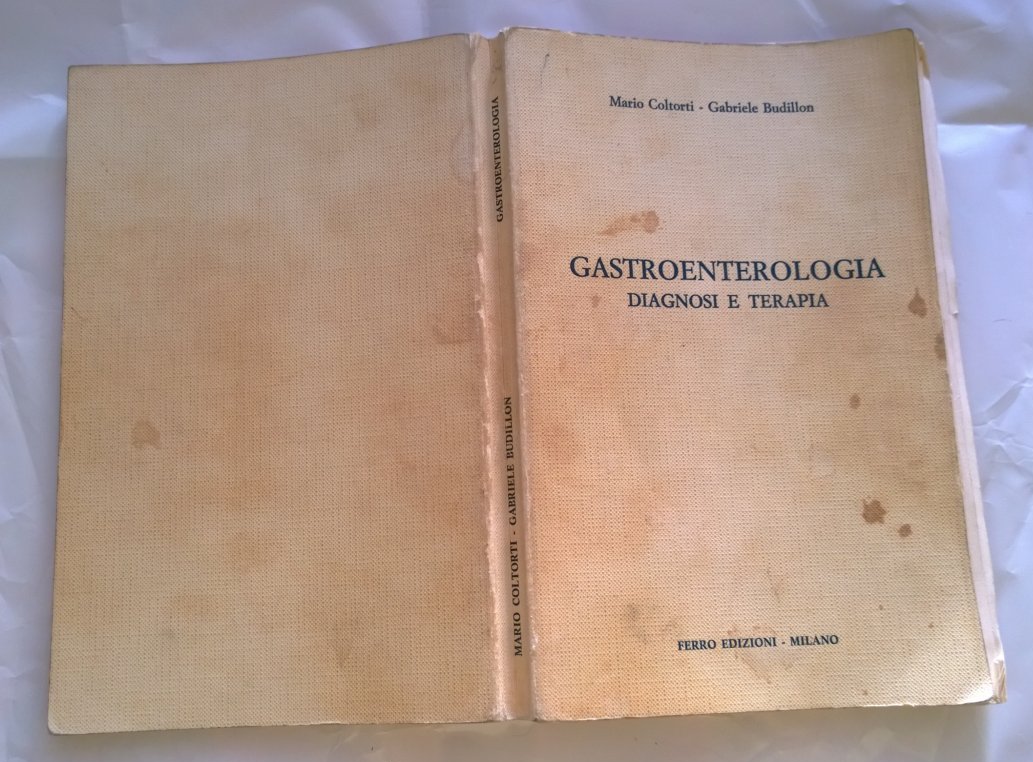 GASTROENTEROLOGIA
MARIO COLTORTI - GABRIELE BUDILLON
Mario Coltorti - Gabriele Budillon
GASTROENTEROLOGIA
DIAGNOSI E TERAPIA
FERRO EDIZIONI - MILANO